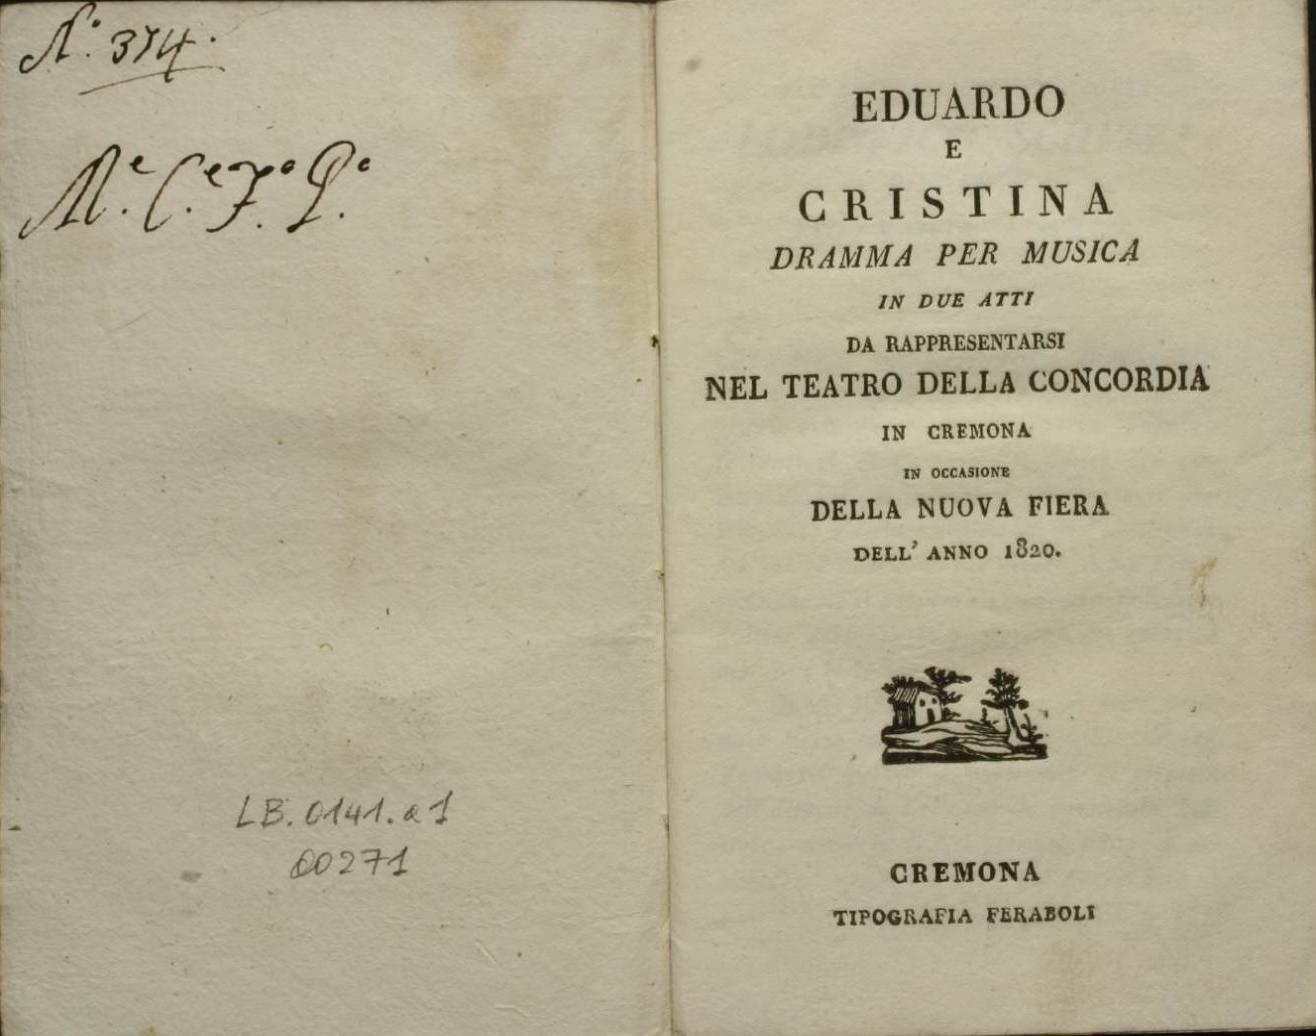 N.° 374.
M.e C.e F.o P.o
LB. 0141. a 1
00271
EDUARDO
E
CRISTINA
DRAMMA PER MUSICA
IN DUE ATTI
DA RAPPRESENTARSI
NEL TEATRO DELLA CONCORDIA
IN CREMONA
IN OCCASIONE
DELLA NUOVA FIERA
DELL' ANNO 1820.
CREMONA
TIPOGRAFIA FERABOLI